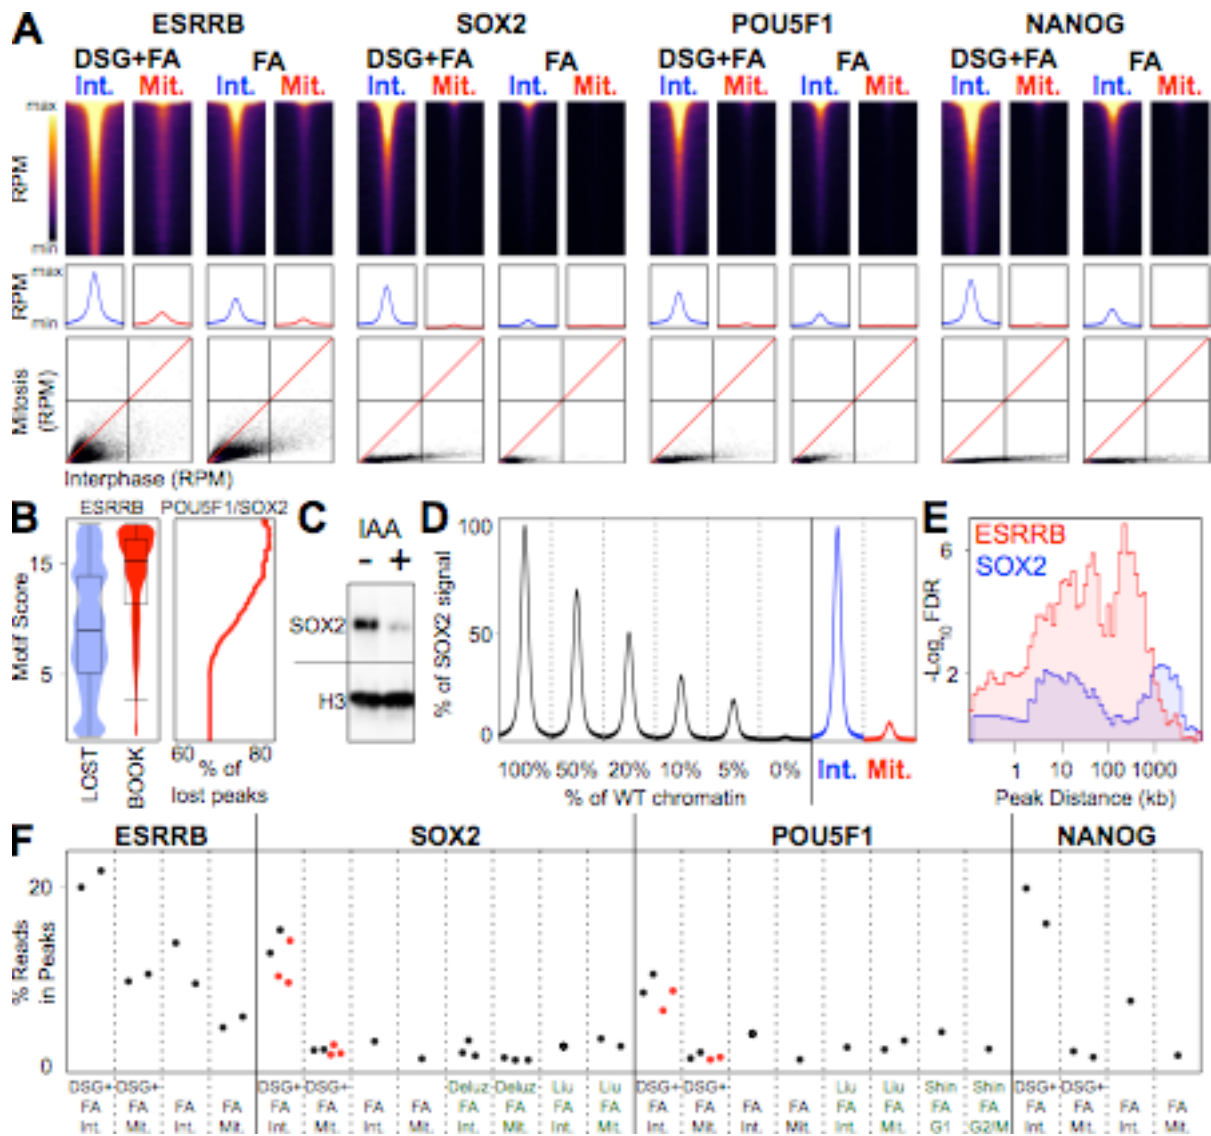 A ESRRB SOX2 POU5F1 NANOG
DSG+FA FA DSG+FA FA DSG+FA FA DSG+FA FA
Int. Mit. Int. Mit. Int. Mit. Int. Mit. Int. Mit. Int. Mit. Int. Mit. Int. Mit.
max
RPM
min
max
RPM
min
Mitosis
(RPM)
Interphase (RPM)
B ESRRB POU5F1/SOX2
Motif Score
15
5
LOST BOOK
60 80
% of
lost peaks
C IAA
- +
SOX2
H3
D
% of SOX2 signal
100
50
0
100% 50% 20% 10% 5% 0% Int. Mit.
% of WT chromatin
E ESRRB
SOX2
-Log10FDR
6
2
1 10 100 1000
Peak Distance (kb)
F ESRRB SOX2 POU5F1 NANOG
% Reads
in Peaks
20
0
DSG+ DSG+ DSG+ DSG+ Deluz Deluz Liu Liu DSG+ DSG+ Liu Liu Shin Shin DSG+ DSG+
FA FA FA FA FA FA FA FA FA FA FA FA FA FA FA FA FA FA FA FA FA FA FA FA
Int. Mit. Int. Mit. Int. Mit. Int. Mit. Int. Mit. Int. Mit. Int. Mit. Int. Mit. Int. Mit. G1 G2/M Int. Mit. Int. Mit.